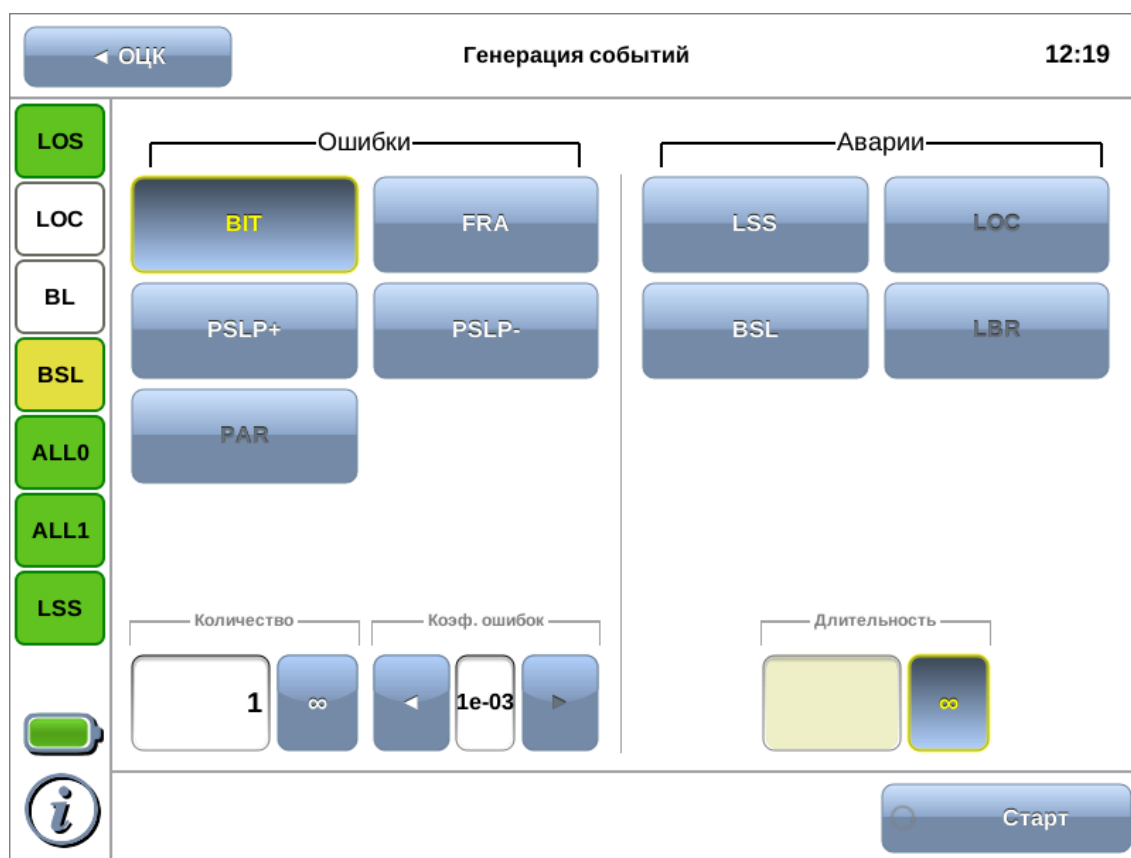 ◄ ОЦК
Генерация событий
12:19
LOS
LOC
BL
BSL
ALL0
ALL1
LSS
Ошибки
BIT
FRA
PSLP+
PSLP-
PAR
Аварии
LSS
LOC
BSL
LBR
Количество
1
∞
Коэф. ошибок
◄
1e-03
►
Длительность
∞
i
Старт